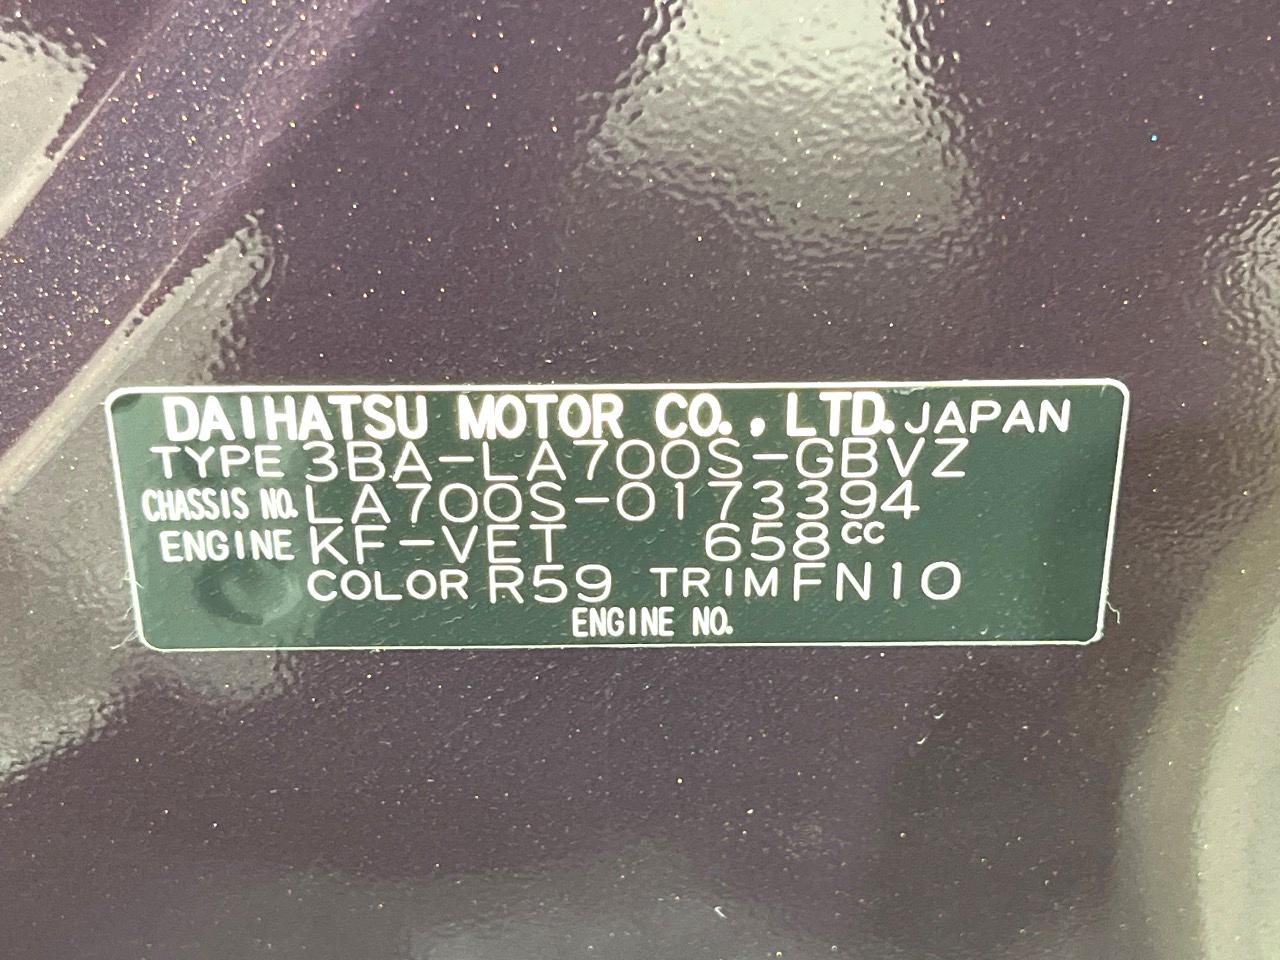 DAIHATSU MOTOR CO., LTD. JAPAN
TYPE 3BA-LA700S-GBVZ
CHASSIS NO. LA700S-0173394
ENGINE KF-VET 658CC
COLOR R59 TRIM FN10
ENGINE NO.